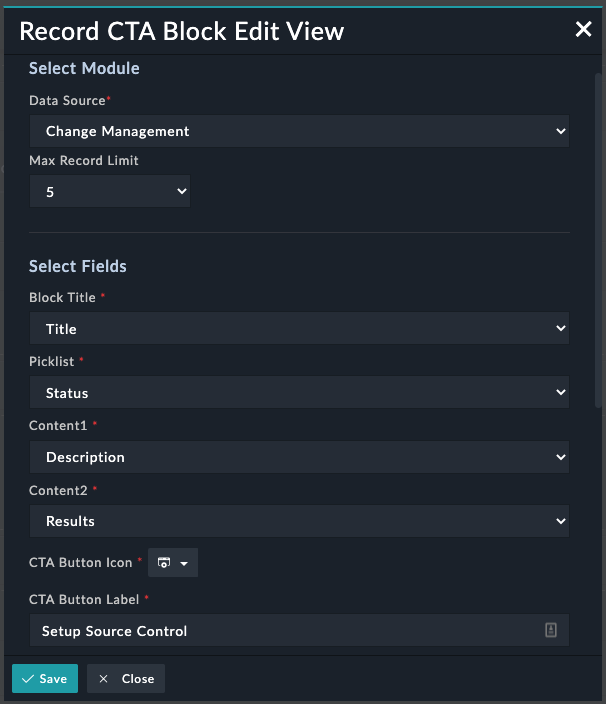 Record CTA Block Edit View
Select Module
Data Source*
Change Management
Max Record Limit
5
Select Fields
Block Title *
Title
Picklist *
Status
Content1 *
Description
Content2 *
Results
CTA Button Icon *
CTA Button Label *
Setup Source Control
Save
Close